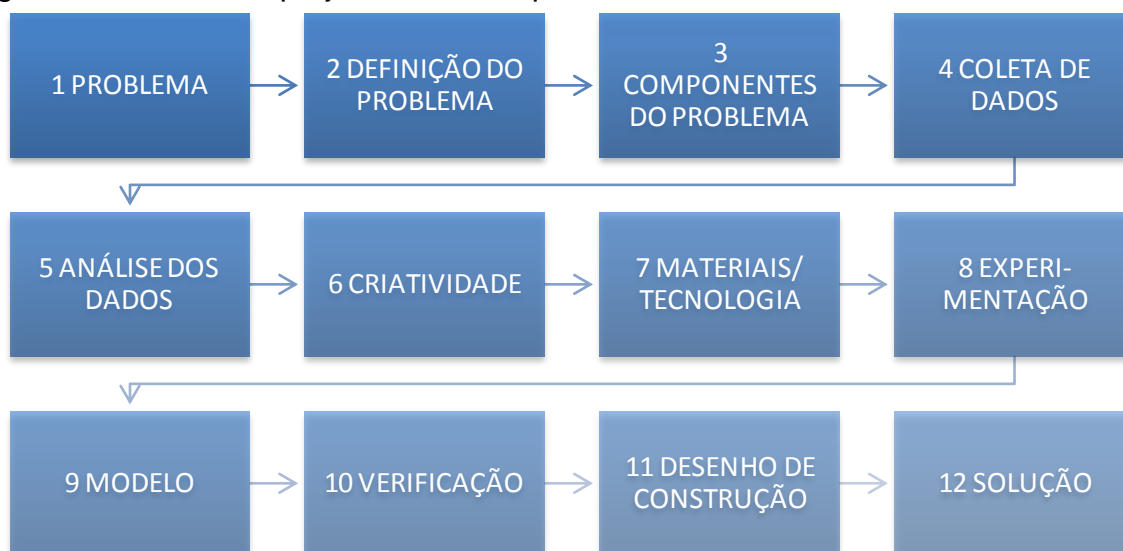 1 PROBLEMA
2 DEFINIÇÃO DO
PROBLEMA
3
COMPONENTES
DO PROBLEMA
4 COLETA DE
DADOS
5 ANÁLISE DOS
DADOS
6 CRIATIVIDADE
7 MATERIAIS/
TECNOLOGIA
8 EXPERI-
MENTAÇÃO
9 MODELO
10 VERIFICAÇÃO
11 DESENHO DE
CONSTRUÇÃO
12 SOLUÇÃO